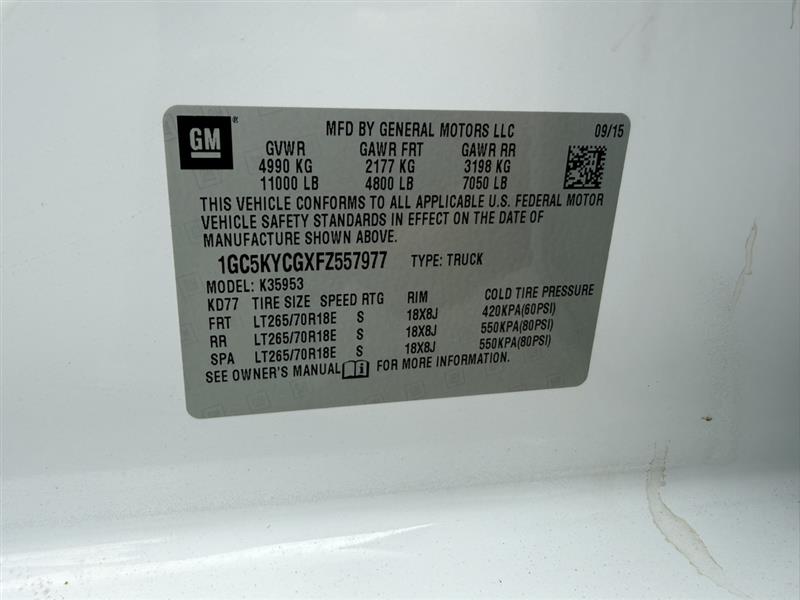 GM
MFD BY GENERAL MOTORS LLC 09/15
GVWR GAWR FRT GAWR RR
4990 KG 2177 KG 3198 KG
11000 LB 4800 LB 7050 LB
THIS VEHICLE CONFORMS TO ALL APPLICABLE U.S. FEDERAL MOTOR
VEHICLE SAFETY STANDARDS IN EFFECT ON THE DATE OF
MANUFACTURE SHOWN ABOVE.
1GC5KYCGXFZ557977 TYPE: TRUCK
MODEL: K35953
KD77 TIRE SIZE SPEED RTG RIM COLD TIRE PRESSURE
FRT LT265/70R18E S 18X8J 420KPA(60PSI)
RR LT265/70R18E S 18X8J 550KPA(80PSI)
SPA LT265/70R18E S 18X8J 550KPA(80PSI)
SEE OWNER'S MANUAL FOR MORE INFORMATION.